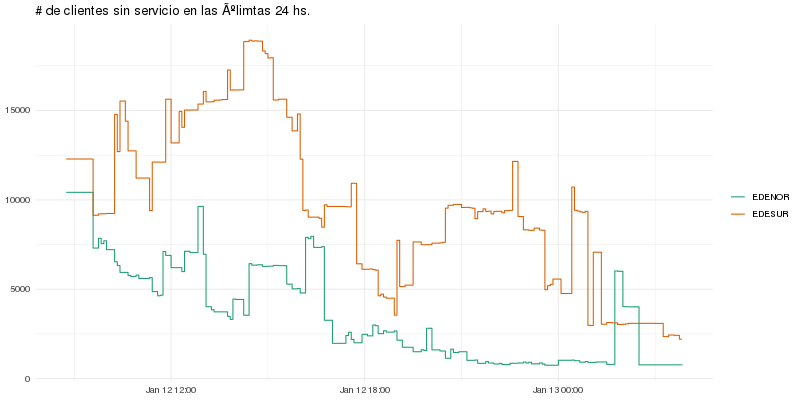 # de clientes sin servicio en las Ãºlimtas 24 hs.
15000
10000
5000
0
Jan 12 12:00 Jan 12 18:00 Jan 13 00:00
EDENOR
EDESUR